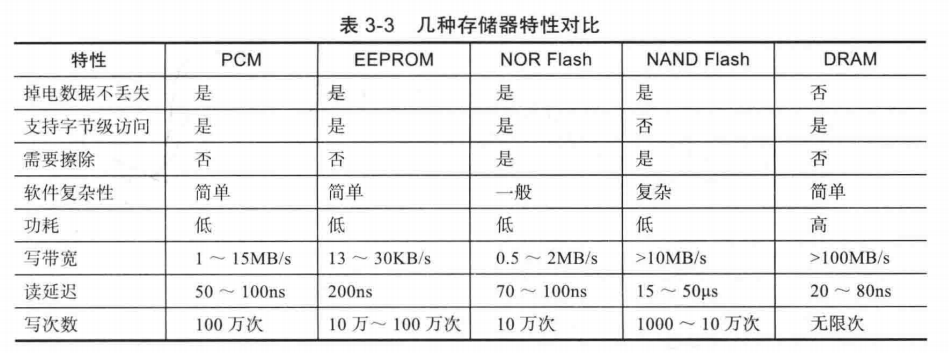 表 3-3 几种存储器特性对比
特性 PCM EEPROM NOR Flash NAND Flash DRAM
掉电数据不丢失 是 是 是 是 否
支持字节级访问 是 是 是 否 是
需要擦除 否 否 是 是 否
软件复杂性 简单 简单 一般 复杂 简单
功耗 低 低 低 低 高
写带宽 1～15MB/s 13～30KB/s 0.5～2MB/s >10MB/s >100MB/s
读延迟 50～100ns 200ns 70～100ns 15～50μs 20～80ns
写次数 100 万次 10 万～100 万次 10 万次 1000～10 万次 无限次